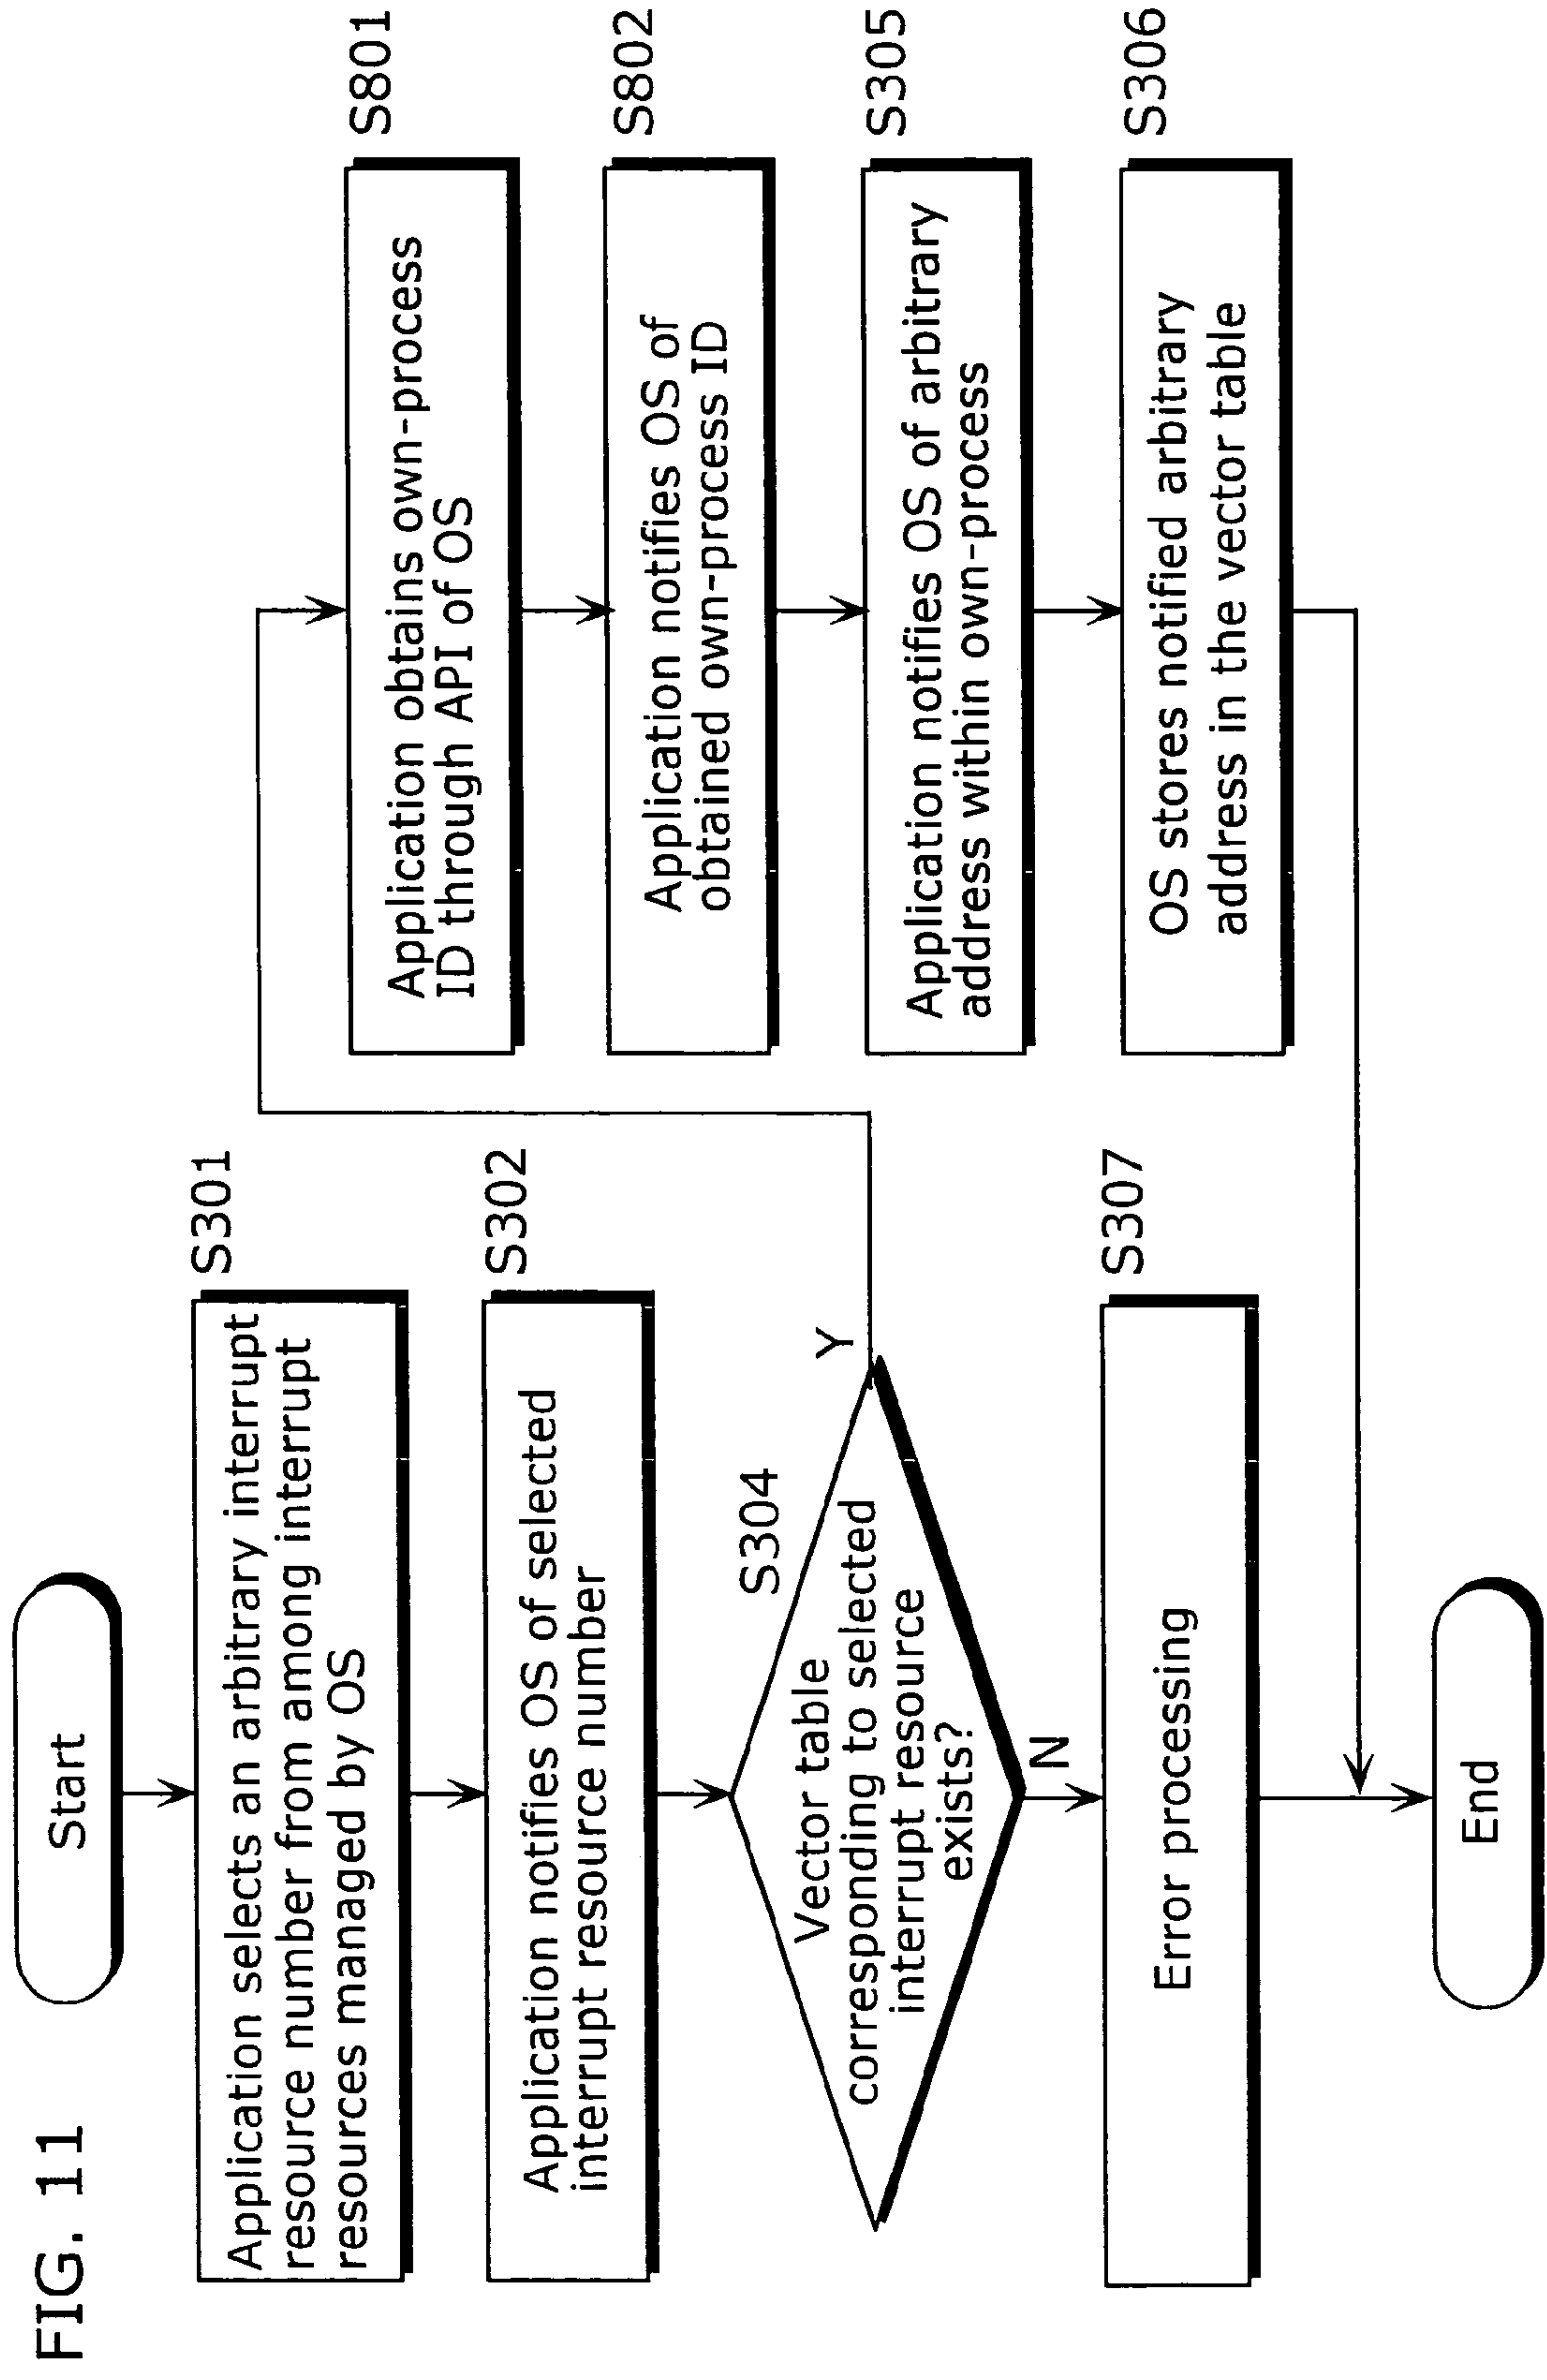 FIG. 11
Start
S301
Application selects an arbitrary interrupt
resource number from among interrupt
resources managed by OS
S302
Application notifies OS of selected
interrupt resource number
S304
Vector table
corresponding to selected
interrupt resource
exists?
Y
N
S307
Error processing
End
S801
Application obtains own-process
ID through API of OS
S802
Application notifies OS of
obtained own-process ID
S305
Application notifies OS of arbitrary
address within own-process
S306
OS stores notified arbitrary
address in the vector table